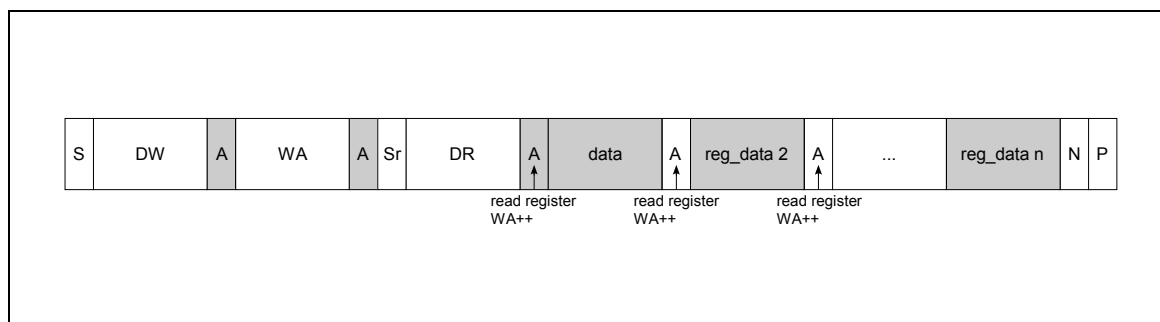 S DW A WA A Sr DR A data A reg_data 2 A ... reg_data n N P
read register read register read register
WA++ WA++ WA++